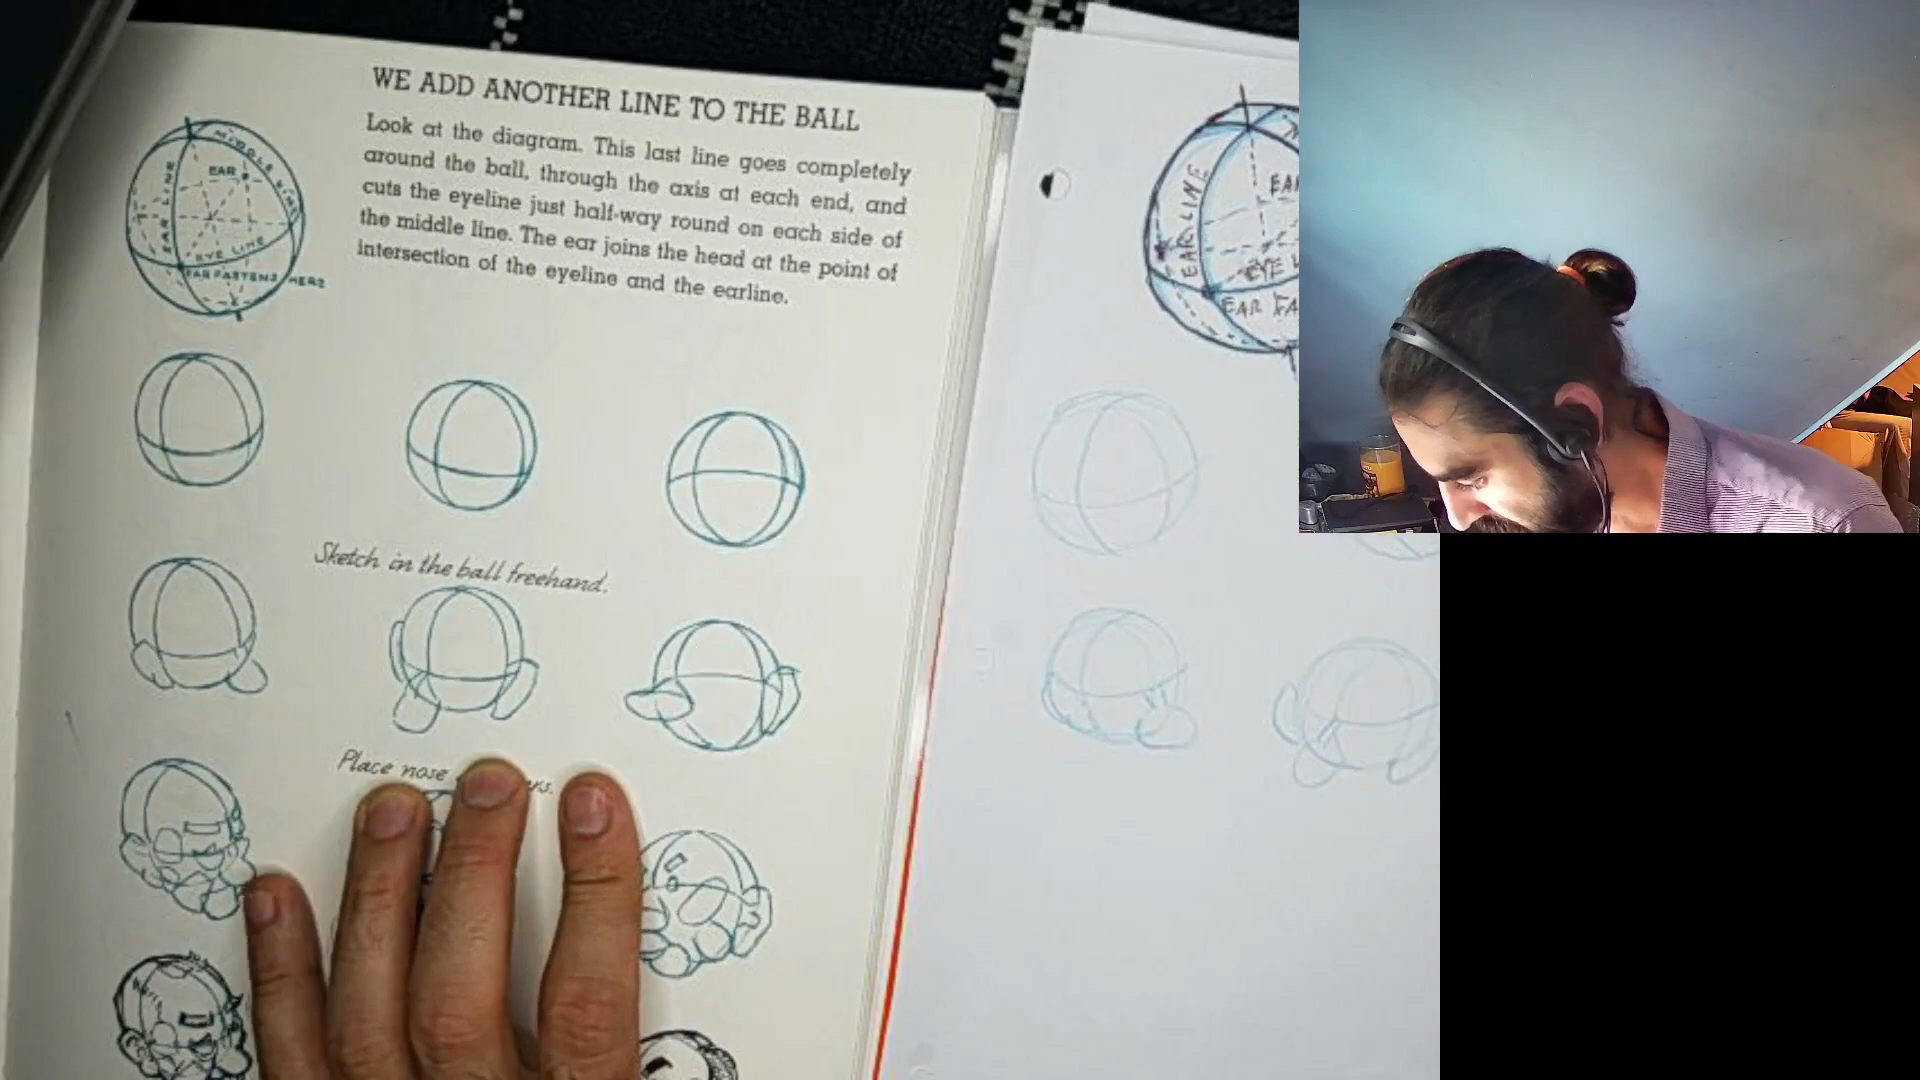 WE ADD ANOTHER LINE TO THE BALL
Look at the diagram. This last line goes completely
around the ball, through the axis at each end, and
cuts the eyeline just half-way round on each side of
the middle line. The ear joins the head at the point of
intersection of the eyeline and the earline.
MIDDLE LINE
EAR
EAR LINE
EYE LINE
EAR FASTENS HERE
Sketch in the ball freehand.
Place nose
EAR LINE
EYE
EAR